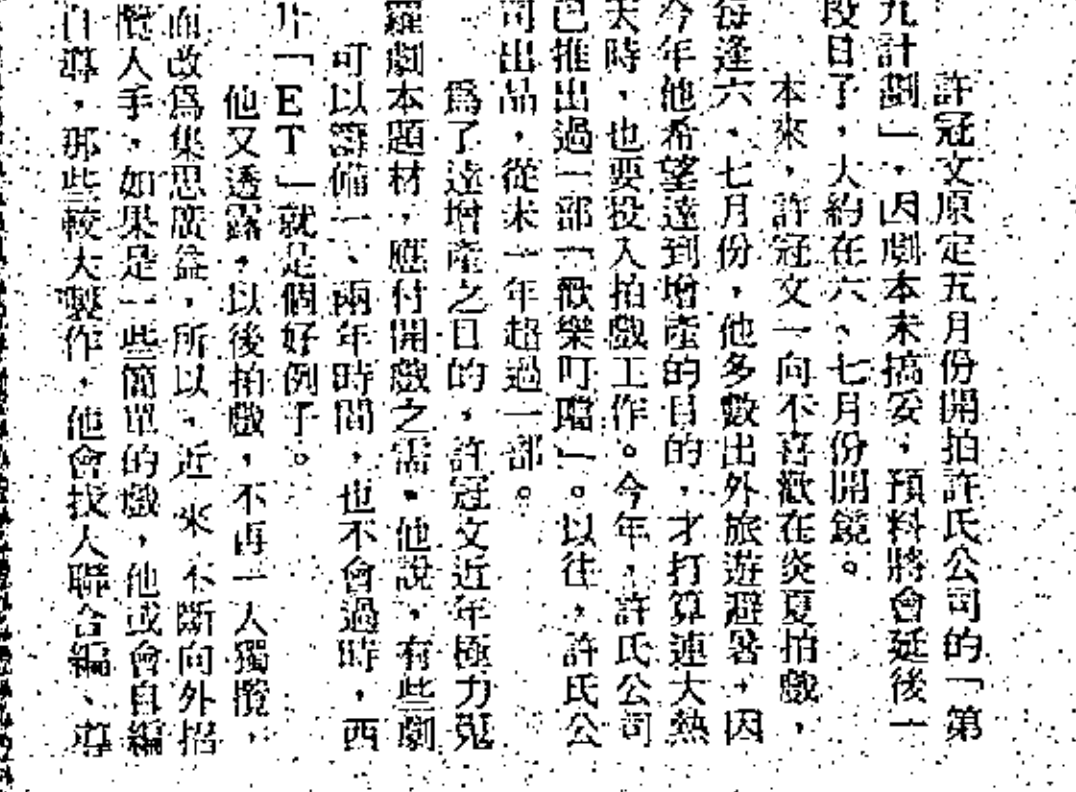 許冠文原定五月份開拍許氏公司的「第
九計劃」，因劇本未搞妥，預料將會延後一
段日子，大約在六、七月份開鏡。
本來，許冠文一向不喜歡在炎夏拍戲，
每逢六、七月份，他多數出外旅遊避暑，因
今年他希望達到增產的目的，才打算連大熱
天時，也要投入拍戲工作。今年，許氏公司
已推出過一部「歡樂叮噹」。以往，許氏公
司出品，從未一年超過一部。
爲了達增產之目的，許冠文近年極力蒐
羅劇本題材，應付開戲之需。他說，有些劇
可以籌備一、兩年時間，也不會過時，西
片「ET」就是個好例子。
他又透露，以後拍戲，不再一人獨攬，
而改爲集思廣益，所以，近來不斷向外招
攬人手，如果是一些簡單的戲，他或會自編
自導，那些較大製作，他會找人聯合編、導